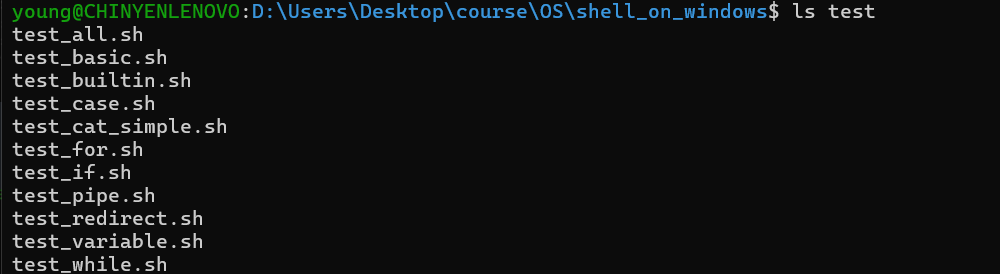 young@CHINYENLENOVO:D:\Users\Desktop\course\OS\shell_on_windows$ ls test
test_all.sh
test_basic.sh
test_builtin.sh
test_case.sh
test_cat_simple.sh
test_for.sh
test_if.sh
test_pipe.sh
test_redirect.sh
test_variable.sh
test_while.sh